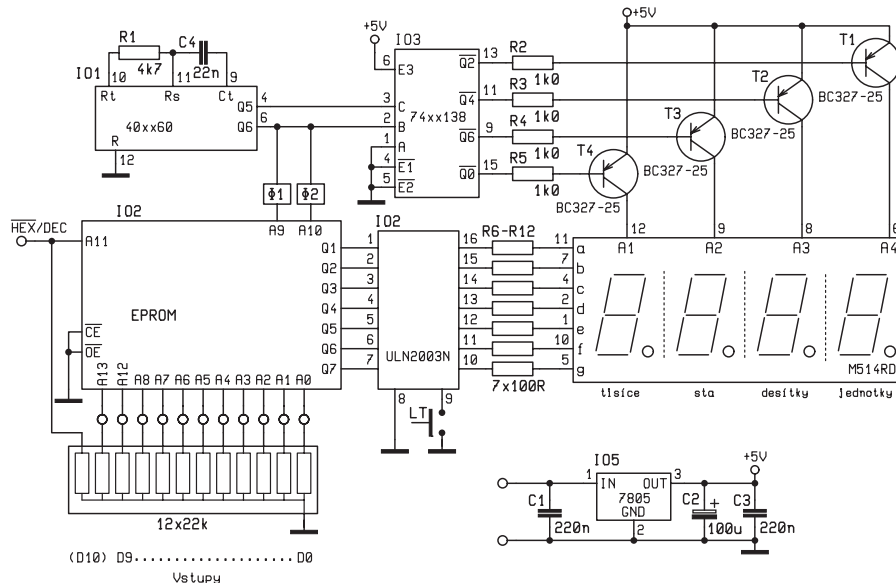 +5V
+5V
R1
4k7
C4
22n
IO1
10
11
9
Rt
Rs
Ct
40xx60
R
12
Q5
Q6
4
6
IO3
6
E3
3
C
74xx138
2
B
1
A
4
E1
5
E2
Q2
13
Q4
11
Q6
9
Q0
15
R2
1k0
R3
1k0
R4
1k0
R5
1k0
T1
BC327-25
T2
BC327-25
T3
BC327-25
T4
BC327-25
Φ1
Φ2
HEX/DEC
IO2
A11
A9
A10
EPROM
CE
OE
Q1
Q2
Q3
Q4
Q5
Q6
Q7
A13 A12 A8 A7 A6 A5 A4 A3 A2 A1 A0
1
2
3
4
5
6
7
IO2
ULN2003N
16
15
14
13
12
11
10
8
9
LT
R6-R12
7x100R
11
7
4
2
1
10
5
a
b
c
d
e
f
g
12
9
8
6
A1
A2
A3
A4
M514RD
tisíce
sta
desítky
jednotky
12x22k
(D10) D9..................... D0
Vstupy
IO5
1
IN
OUT
3
7805
GND
2
C1
220n
C2
+
100u
C3
220n
+5V